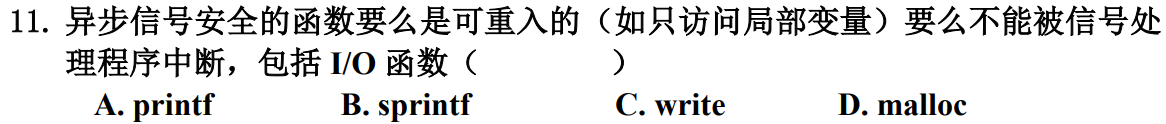 11. 异步信号安全的函数要么是可重入的（如只访问局部变量）要么不能被信号处
理程序中断，包括 I/O 函数（ ）
A. printf B. sprintf C. write D. malloc